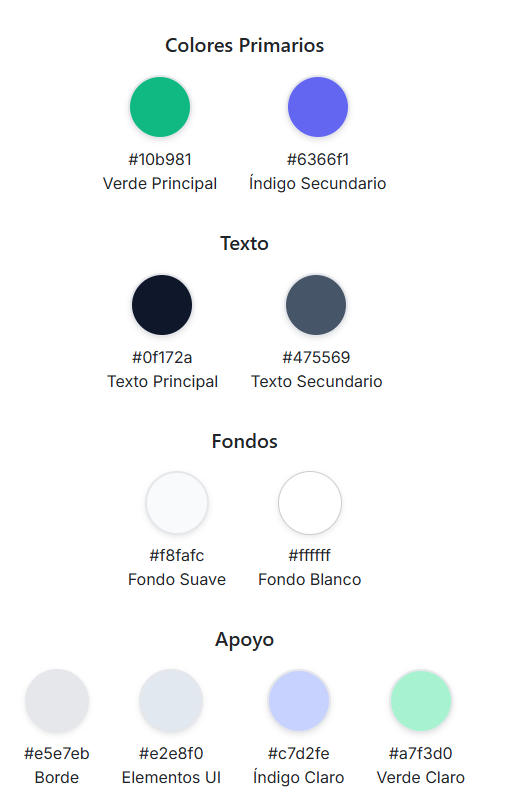 Colores Primarios
#10b981 #6366f1
Verde Principal Índigo Secundario
Texto
#0f172a #475569
Texto Principal Texto Secundario
Fondos
#f8fafc #ffffff
Fondo Suave Fondo Blanco
Apoyo
#e5e7eb #e2e8f0 #c7d2fe #a7f3d0
Borde Elementos UI Índigo Claro Verde Claro